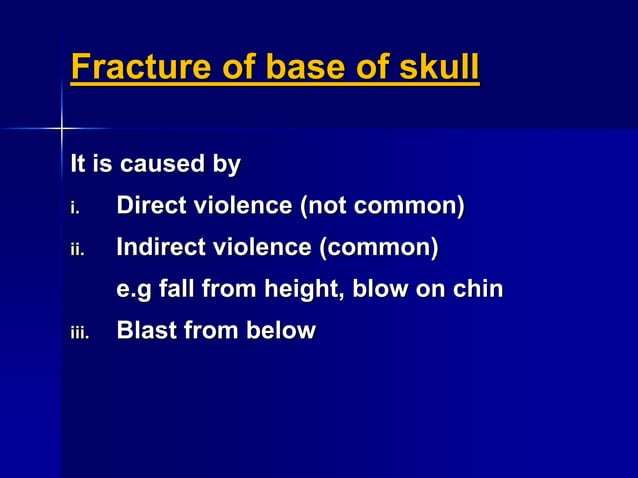 Fracture of base of skull
It is caused by
i. Direct violence (not common)
ii. Indirect violence (common)
e.g fall from height, blow on chin
iii. Blast from below